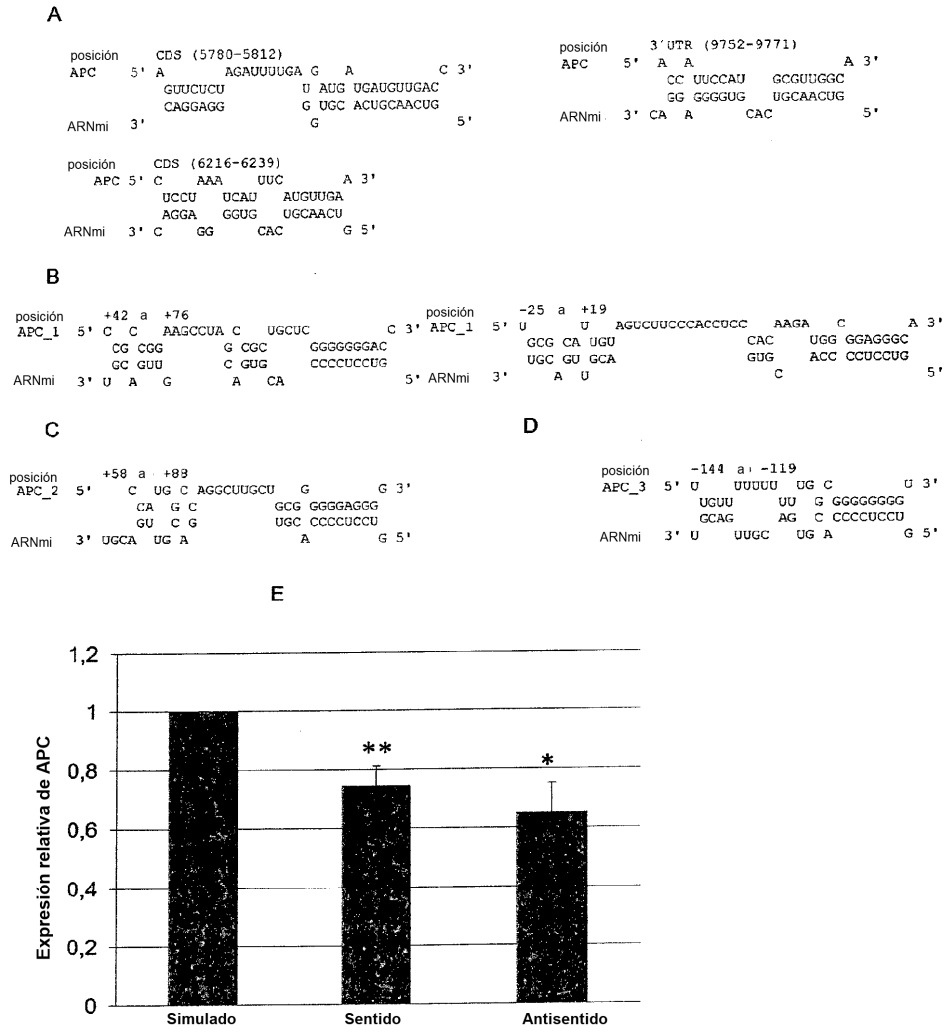 A
posición CDS (5780-5812)
APC 5' A AGAUUUUGA G A C 3'
GUUCUCU U AUG UGAUGUUGAC
CAGGAGG G UGC ACUGCAACUG
ARNmi 3' G 5'
posición 3'UTR (9752-9771)
APC 5' A A A 3'
CC UUCCAU GCGUUGGC
GG GGGGUG UGCAACUG
ARNmi 3' CA A CAC 5'
posición CDS (6216-6239)
APC 5' C AAA UUC A 3'
UCCU UCAU AUGUUGA
AGGA GGUG UGCAACU
ARNmi 3' C GG CAC G 5'
B
posición +42 a +76
APC_1 5' C C AAGCCUA C UGCUC C 3'
CG CGG G CGC GGGGGGGAC
GC GUU C GUG CCCCUCCUG
ARNmi 3' U A G A CA 5'
posición -25 a +19
APC_1 5' U U AGUCUUCCCACCUCC AAGA C A 3'
GCG CA UGU CAC UGG GGAGGGC
UGC GU GCA GUG ACC CCUCCUG
ARNmi 3' A U C 5'
C
posición +58 a +88
APC_2 5' C UG C AGGCUUGCUG G G 3'
CA G C GCG GGGGAGGG
GU C G UGC CCCCUCCU
ARNmi 3' UGCA UG A A G 5'
D
posición -144 a -119
APC_3 5' U UUUUU UG C U 3'
UGUU UU G GGGGGGGG
GCAG AG C CCCCUCCU
ARNmi 3' U UUGC UG A G 5'
E
Expresión relativa de APC
1,2
1
0,8
0,6
0,4
0,2
0
**
*
Simulado Sentido Antisentido